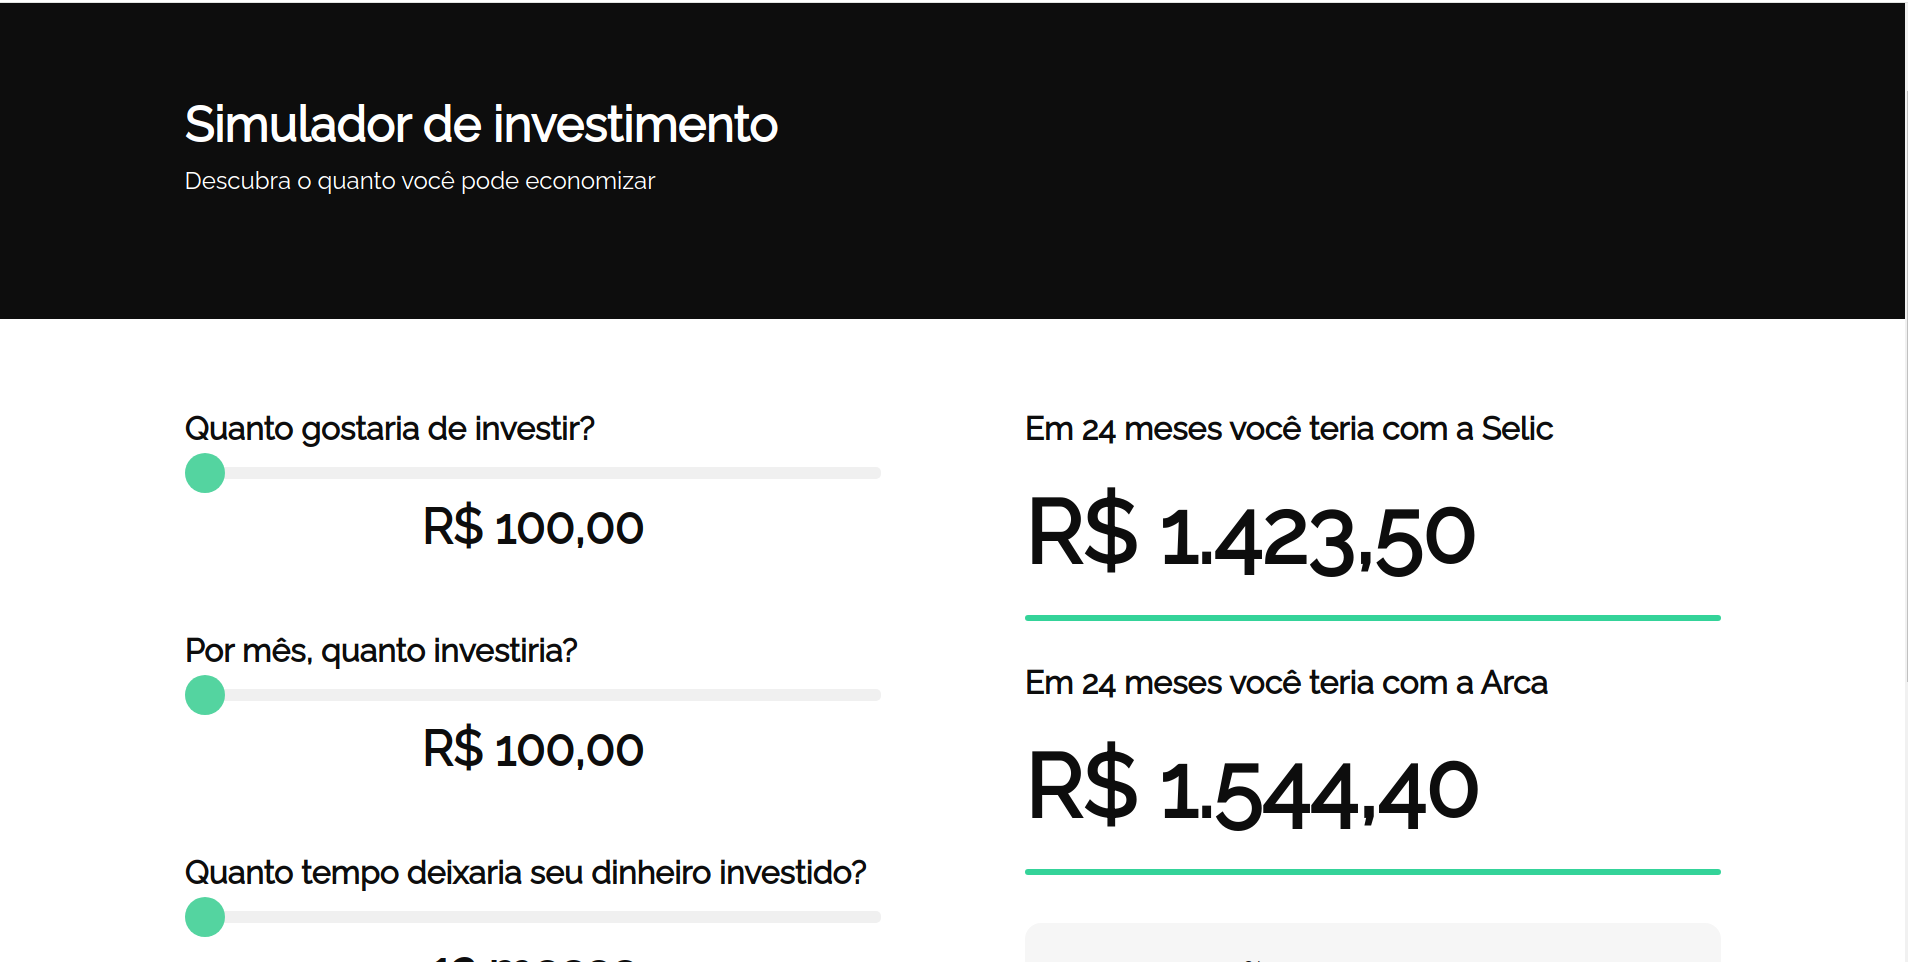 Simulador de investimento
Descubra o quanto você pode economizar
Quanto gostaria de investir?
R$ 100,00
Por mês, quanto investiria?
R$ 100,00
Quanto tempo deixaria seu dinheiro investido?
Em 24 meses você teria com a Selic
R$ 1.423,50
Em 24 meses você teria com a Arca
R$ 1.544,40